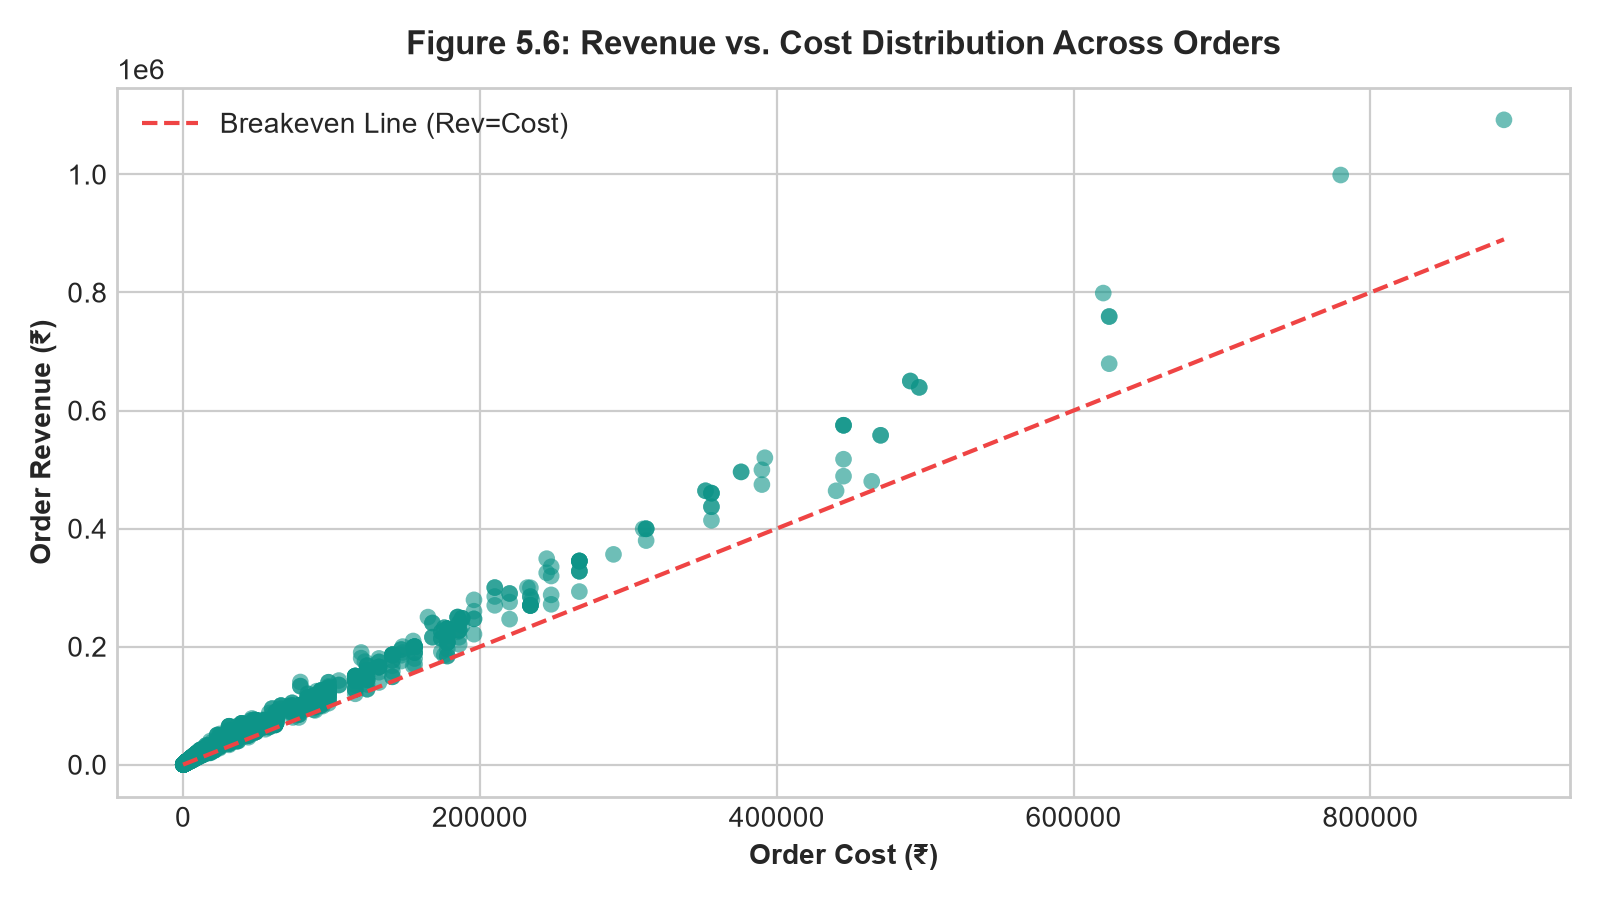 Figure 5.6: Revenue vs. Cost Distribution Across Orders
1e6
Breakeven Line (Rev=Cost)
1.0
0.8
0.6
0.4
0.2
0.0
Order Revenue (₹)
0 200000 400000 600000 800000
Order Cost (₹)